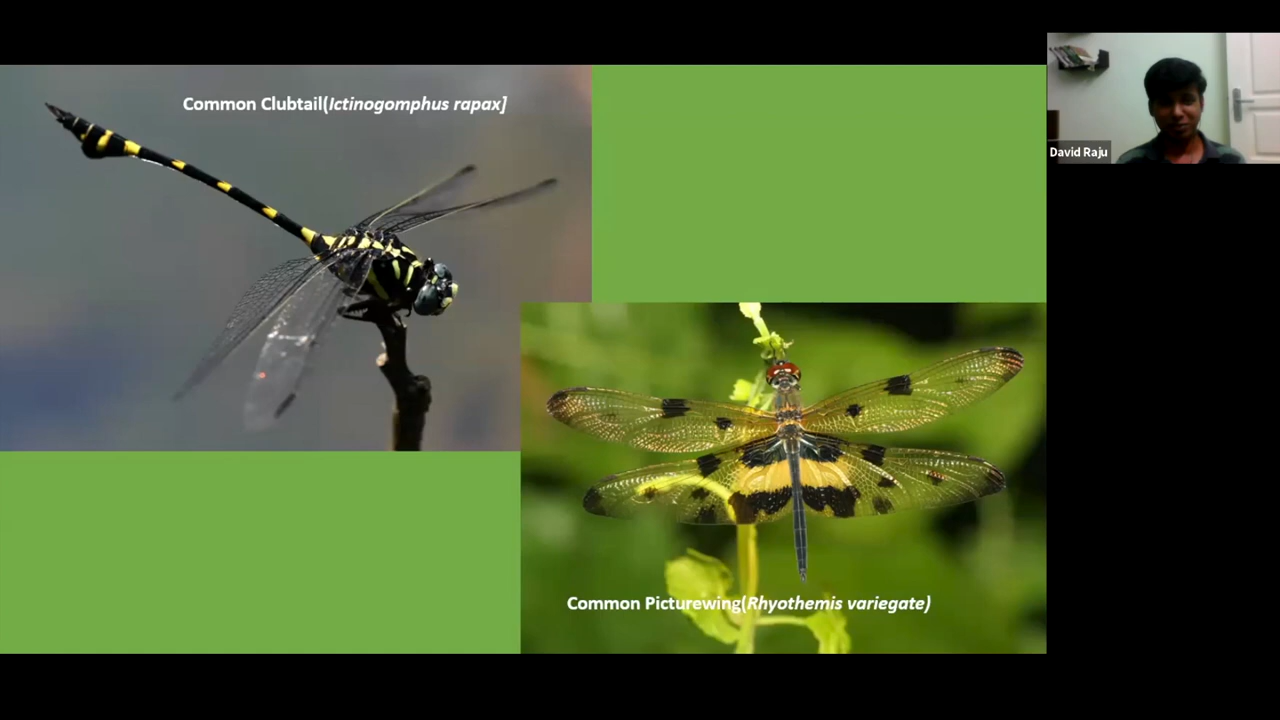 Common Clubtail(Ictinogomphus rapax]
David Raju
Common Picturewing(Rhyothemis variegate)